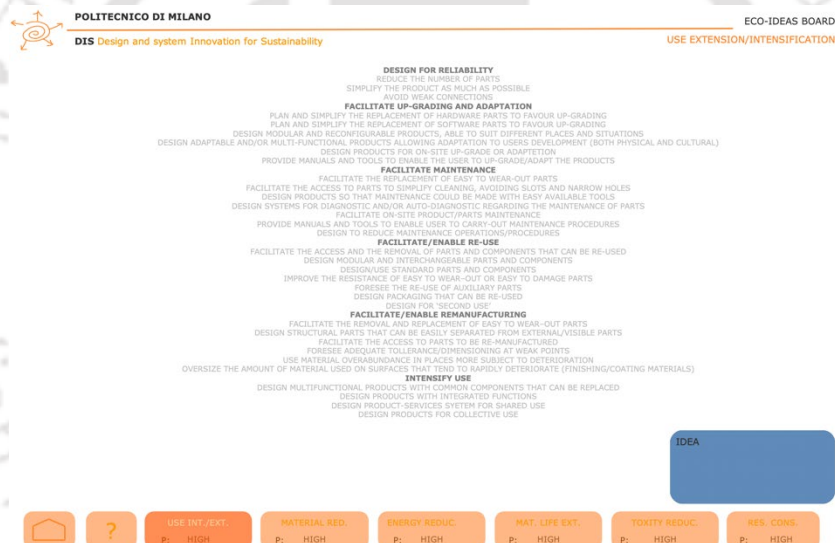 POLITECNICO DI MILANO
ECO-IDEAS BOARD
DIS Design and system Innovation for Sustainability
USE EXTENSION/INTENSIFICATION
DESIGN FOR RELIABILITY
REDUCE THE NUMBER OF PARTS
SIMPLIFY THE PRODUCT AS MUCH AS POSSIBLE
AVOID WEAK CONNECTIONS
FACILITATE UP-GRADING AND ADAPTATION
PLAN AND SIMPLIFY THE REPLACEMENT OF HARDWARE PARTS TO FAVOUR UP-GRADING
PLAN AND SIMPLIFY THE REPLACEMENT OF SOFTWARE PARTS TO FAVOUR UP-GRADING
DESIGN MODULAR AND RECONFIGURABLE PRODUCTS, ABLE TO SUIT DIFFERENT PLACES AND SITUATIONS
DESIGN ADAPTABLE AND/OR MULTI-FUNCTIONAL PRODUCTS ALLOWING ADAPTATION TO USERS DEVELOPMENT (BOTH PHYSICAL AND CULTURAL)
DESIGN PRODUCTS FOR ON-SITE UP-GRADE OR ADAPTETION
PROVIDE MANUALS AND TOOLS TO ENABLE THE USER TO UP-GRADE/ADAPT THE PRODUCTS
FACILITATE MAINTENANCE
FACILITATE THE REPLACEMENT OF EASY TO WEAR-OUT PARTS
FACILITATE THE ACCESS TO PARTS TO SIMPLIFY CLEANING, AVOIDING SLOTS AND NARROW HOLES
DESIGN PRODUCTS SO THAT MAINTENANCE COULD BE MADE WITH EASY AVAILABLE TOOLS
DESIGN SYSTEMS FOR DIAGNOSTIC AND/OR AUTO-DIAGNOSTIC REGARDING THE MAINTENANCE OF PARTS
FACILITATE ON-SITE PRODUCT/PARTS MAINTENANCE
PROVIDE MANUALS AND TOOLS TO ENABLE USER TO CARRY-OUT MAINTENANCE PROCEDURES
DESIGN TO REDUCE MAINTENANCE OPERATIONS/PROCEDURES
FACILITATE/ENABLE RE-USE
FACILITATE THE ACCESS AND THE REMOVAL OF PARTS AND COMPONENTS THAT CAN BE RE-USED
DESIGN MODULAR AND INTERCHANGEABLE PARTS AND COMPONENTS
DESIGN/USE STANDARD PARTS AND COMPONENTS
IMPROVE THE RESISTANCE OF EASY TO WEAR-OUT OR EASY TO DAMAGE PARTS
FORESEE THE RE-USE OF AUXILIARY PARTS
DESIGN PACKAGING THAT CAN BE RE-USED
DESIGN FOR 'SECOND USE'
FACILITATE/ENABLE REMANUFACTURING
FACILITATE THE REMOVAL AND REPLACEMENT OF EASY TO WEAR-OUT PARTS
DESIGN STRUCTURAL PARTS THAT CAN BE EASILY SEPARATED FROM EXTERNAL/VISIBLE PARTS
FACILITATE THE ACCESS TO PARTS TO BE RE-MANUFACTURED
FORESEE ADEQUATE TOLLERANCE/DIMENSIONING AT WEAK POINTS
USE MATERIAL OVERABUNDANCE IN PLACES MORE SUBJECT TO DETERIORATION
OVERSIZE THE AMOUNT OF MATERIAL USED ON SURFACES THAT TEND TO RAPIDLY DETERIORATE (FINISHING/COATING MATERIALS)
INTENSIFY USE
DESIGN MULTIFUNCTIONAL PRODUCTS WITH COMMON COMPONENTS THAT CAN BE REPLACED
DESIGN PRODUCTS WITH INTEGRATED FUNCTIONS
DESIGN PRODUCT-SERVICES SYETEM FOR SHARED USE
DESIGN PRODUCTS FOR COLLECTIVE USE
IDEA
?
USE INT./EXT.
P: HIGH
MATERIAL RED.
P: HIGH
ENERGY REDUC.
P: HIGH
MAT. LIFE EXT.
P: HIGH
TOXITY REDUC.
P: HIGH
RES. CONS.
P: HIGH